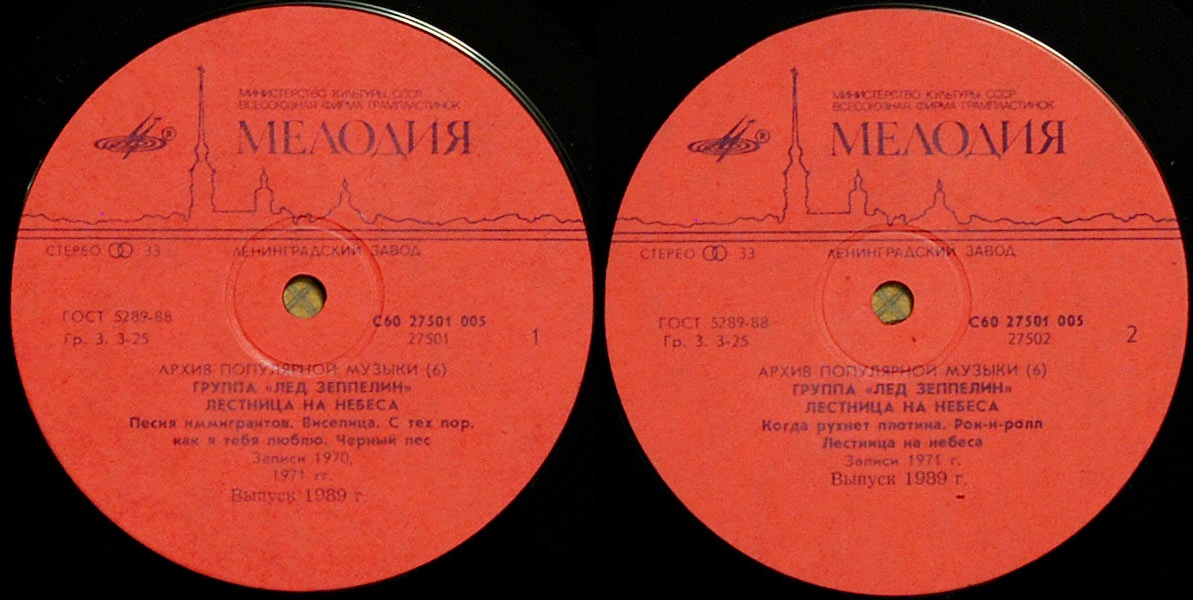 МИНИСТЕРСТВО КУЛЬТУРЫ СССР
ВСЕСОЮЗНАЯ ФИРМА ГРАМПЛАСТИНОК
МЕЛОДИЯ
®
СТЕРЕО 33
ЛЕНИНГРАДСКИЙ ЗАВОД
ГОСТ 5289-88
Гр. 3. 3-25
С60 27501 005
27501
1
АРХИВ ПОПУЛЯРНОЙ МУЗЫКИ (6)
ГРУППА «ЛЕД ЗЕППЕЛИН»
ЛЕСТНИЦА НА НЕБЕСА
Песня иммигрантов. Виселица. С тех пор,
как я тебя люблю. Черный пес
Записи 1970,
1971 гг.
Выпуск 1989 г.
МИНИСТЕРСТВО КУЛЬТУРЫ СССР
ВСЕСОЮЗНАЯ ФИРМА ГРАМПЛАСТИНОК
МЕЛОДИЯ
®
СТЕРЕО 33
ЛЕНИНГРАДСКИЙ ЗАВОД
ГОСТ 5289-88
Гр. 3. 3-25
С60 27501 005
27502
2
АРХИВ ПОПУЛЯРНОЙ МУЗЫКИ (6)
ГРУППА «ЛЕД ЗЕППЕЛИН»
ЛЕСТНИЦА НА НЕБЕСА
Когда рухнет плотина. Рок-н-ролл
Лестница на небеса
Записи 1971 г.
Выпуск 1989 г.